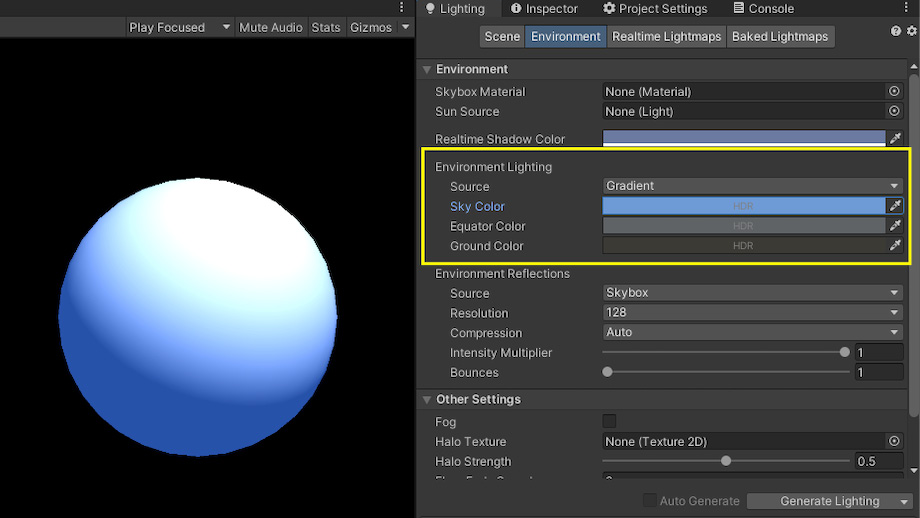 Lighting Inspector Project Settings Console
Play Focused Mute Audio Stats Gizmos
Scene Environment Realtime Lightmaps Baked Lightmaps
Environment
Skybox Material None (Material)
Sun Source None (Light)
Realtime Shadow Color
Environment Lighting
Source Gradient
Sky Color HDR
Equator Color HDR
Ground Color HDR
Environment Reflections
Source Skybox
Resolution 128
Compression Auto
Intensity Multiplier 1
Bounces 1
Other Settings
Fog
Halo Texture None (Texture 2D)
Halo Strength 0.5
Auto Generate Generate Lighting